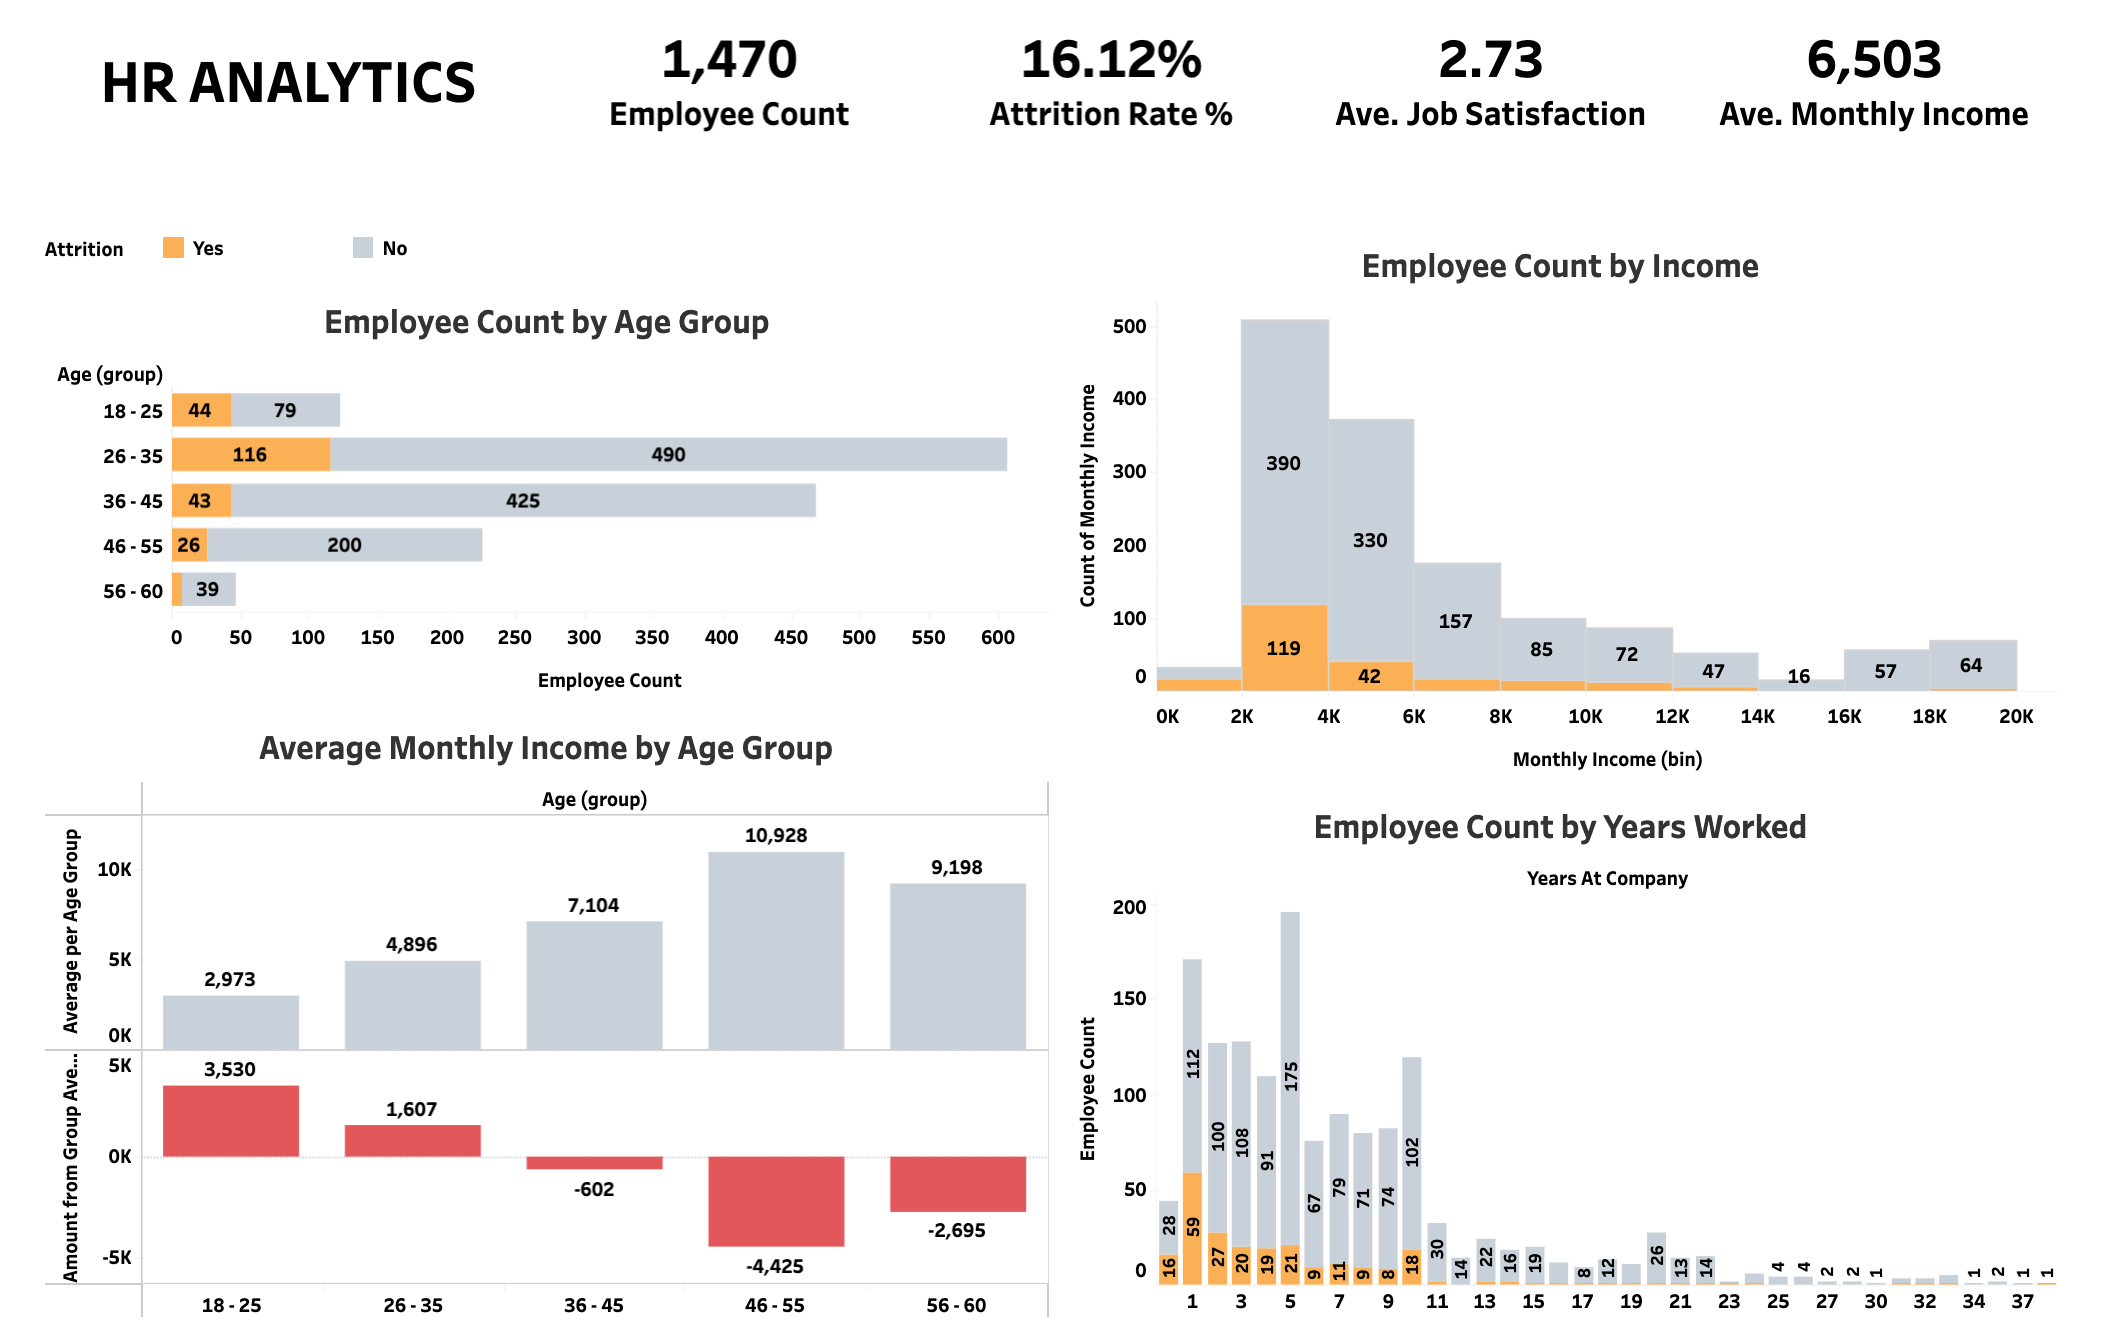 HR ANALYTICS
1,470
Employee Count
16.12%
Attrition Rate %
2.73
Ave. Job Satisfaction
6,503
Ave. Monthly Income
Attrition
Yes
No
Employee Count by Age Group
Age (group)
18 - 25
44
79
26 - 35
116
490
36 - 45
43
425
46 - 55
26
200
56 - 60
39
0 50 100 150 200 250 300 350 400 450 500 550 600
Employee Count
Employee Count by Income
Count of Monthly Income
500
400
300
200
100
0
390
119
330
42
157
85
72
47
16
57
64
0K 2K 4K 6K 8K 10K 12K 14K 16K 18K 20K
Monthly Income (bin)
Average Monthly Income by Age Group
Age (group)
Average per Age Group
10K
5K
0K
2,973
4,896
7,104
10,928
9,198
Amount from Group Ave...
5K
0K
-5K
3,530
1,607
-602
-4,425
-2,695
18 - 25
26 - 35
36 - 45
46 - 55
56 - 60
Employee Count by Years Worked
Years At Company
Employee Count
200
150
100
50
0
28
16
112
59
100
27
108
20
91
19
175
21
67
9
79
11
71
9
74
8
102
18
30
14
22
16
19
8
12
26
13
14
4
4
2
2
1
1
2
1
1
1 3 5 7 9 11 13 15 17 19 21 23 25 27 30 32 34 37